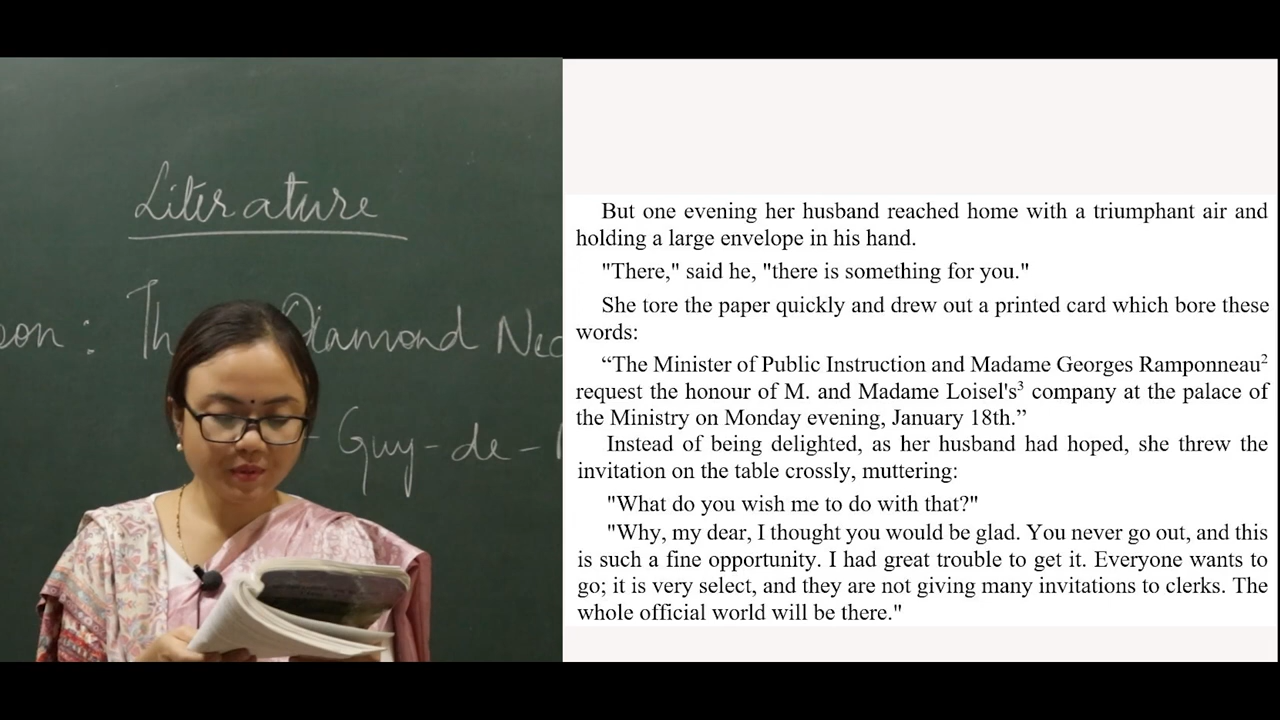 Literature
: The Diamond
- Guy-de-
But one evening her husband reached home with a triumphant air and
holding a large envelope in his hand.
"There," said he, "there is something for you."
She tore the paper quickly and drew out a printed card which bore these
words:
“The Minister of Public Instruction and Madame Georges Ramponneau²
request the honour of M. and Madame Loisel's³ company at the palace of
the Ministry on Monday evening, January 18th.”
Instead of being delighted, as her husband had hoped, she threw the
invitation on the table crossly, muttering:
"What do you wish me to do with that?"
"Why, my dear, I thought you would be glad. You never go out, and this
is such a fine opportunity. I had great trouble to get it. Everyone wants to
go; it is very select, and they are not giving many invitations to clerks. The
whole official world will be there."